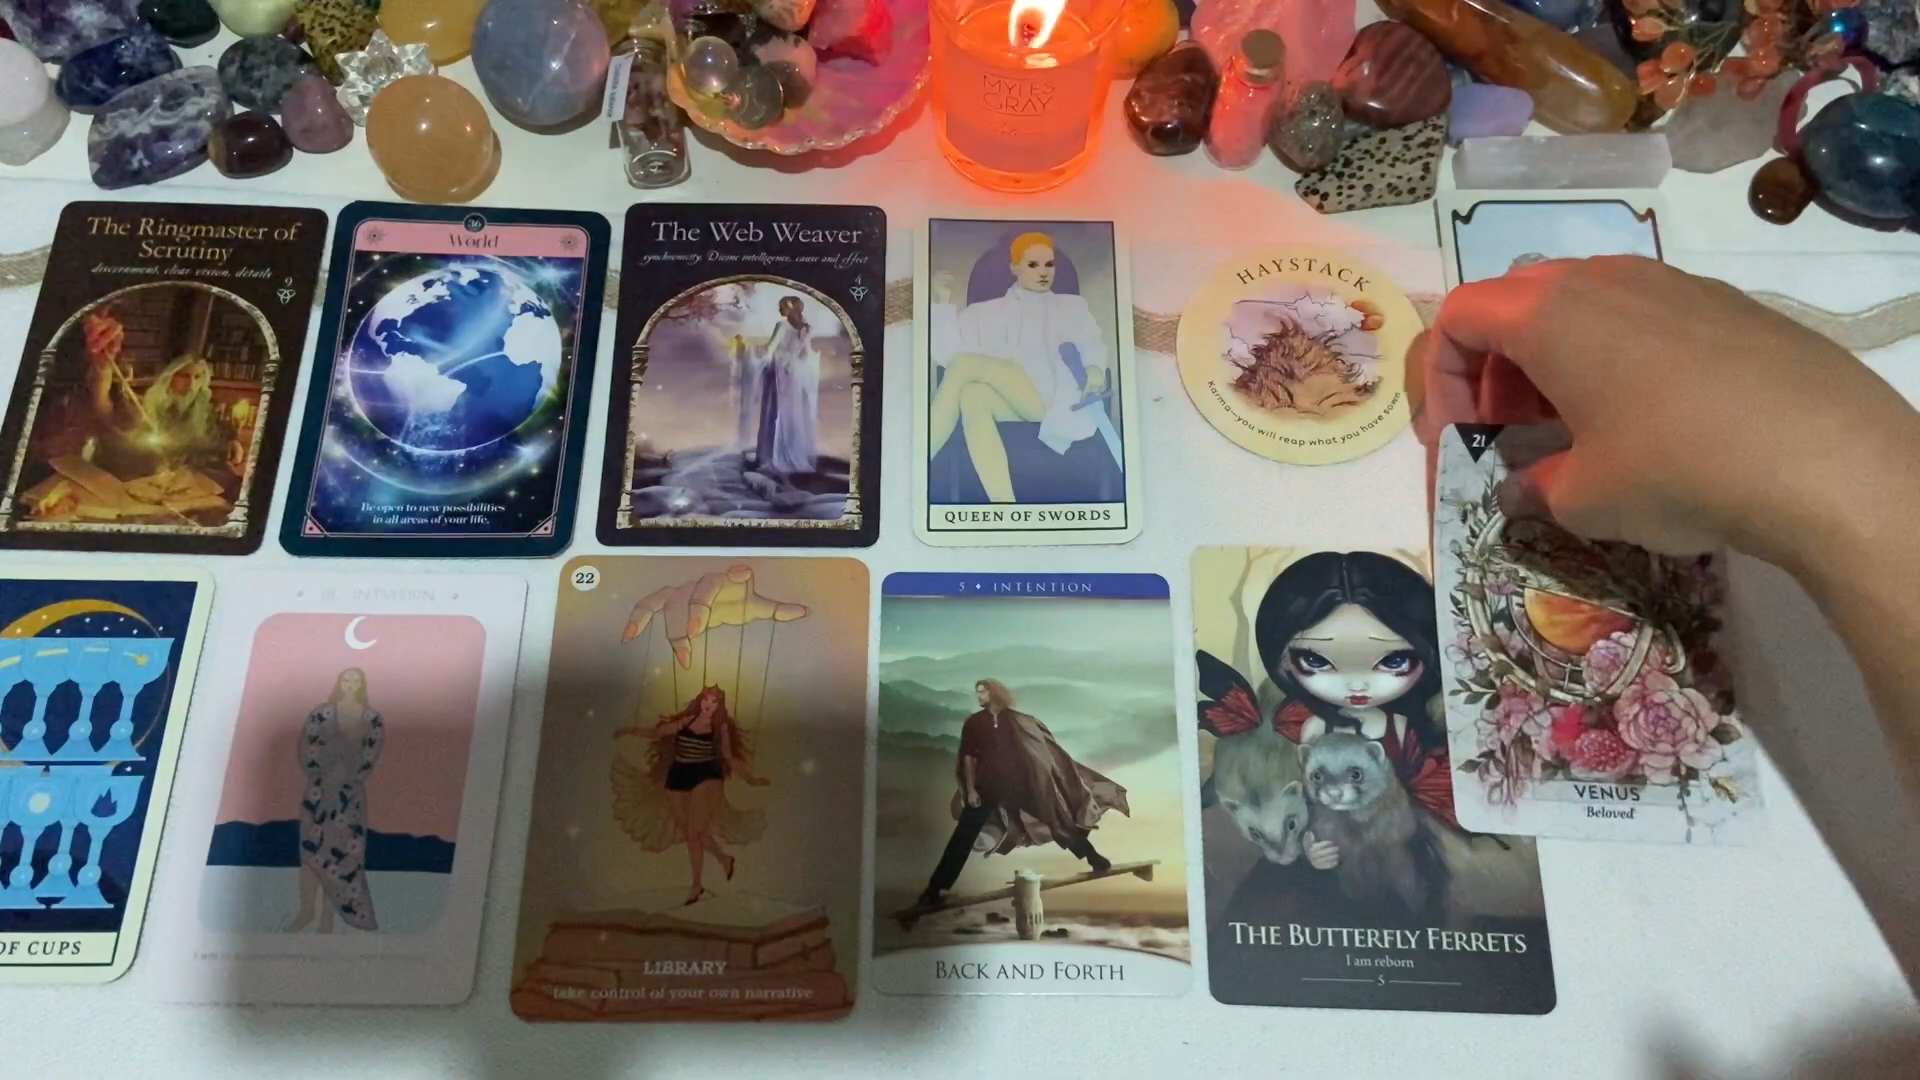 MYLES
GRAY
The Ringmaster of
Scrutiny
discernment, clear vision, details
9
36
World
Be open to new possibilities
in all areas of your life.
The Web Weaver
synchronicity, Divine intelligence, cause and effect
4
QUEEN OF SWORDS
HAYSTACK
Karma—you will reap what you have sown
21
VENUS
Beloved
OF CUPS
INTUITION
22
LIBRARY
take control of your own narrative
5 ♦ INTENTION
BACK AND FORTH
THE BUTTERFLY FERRETS
I am reborn
5